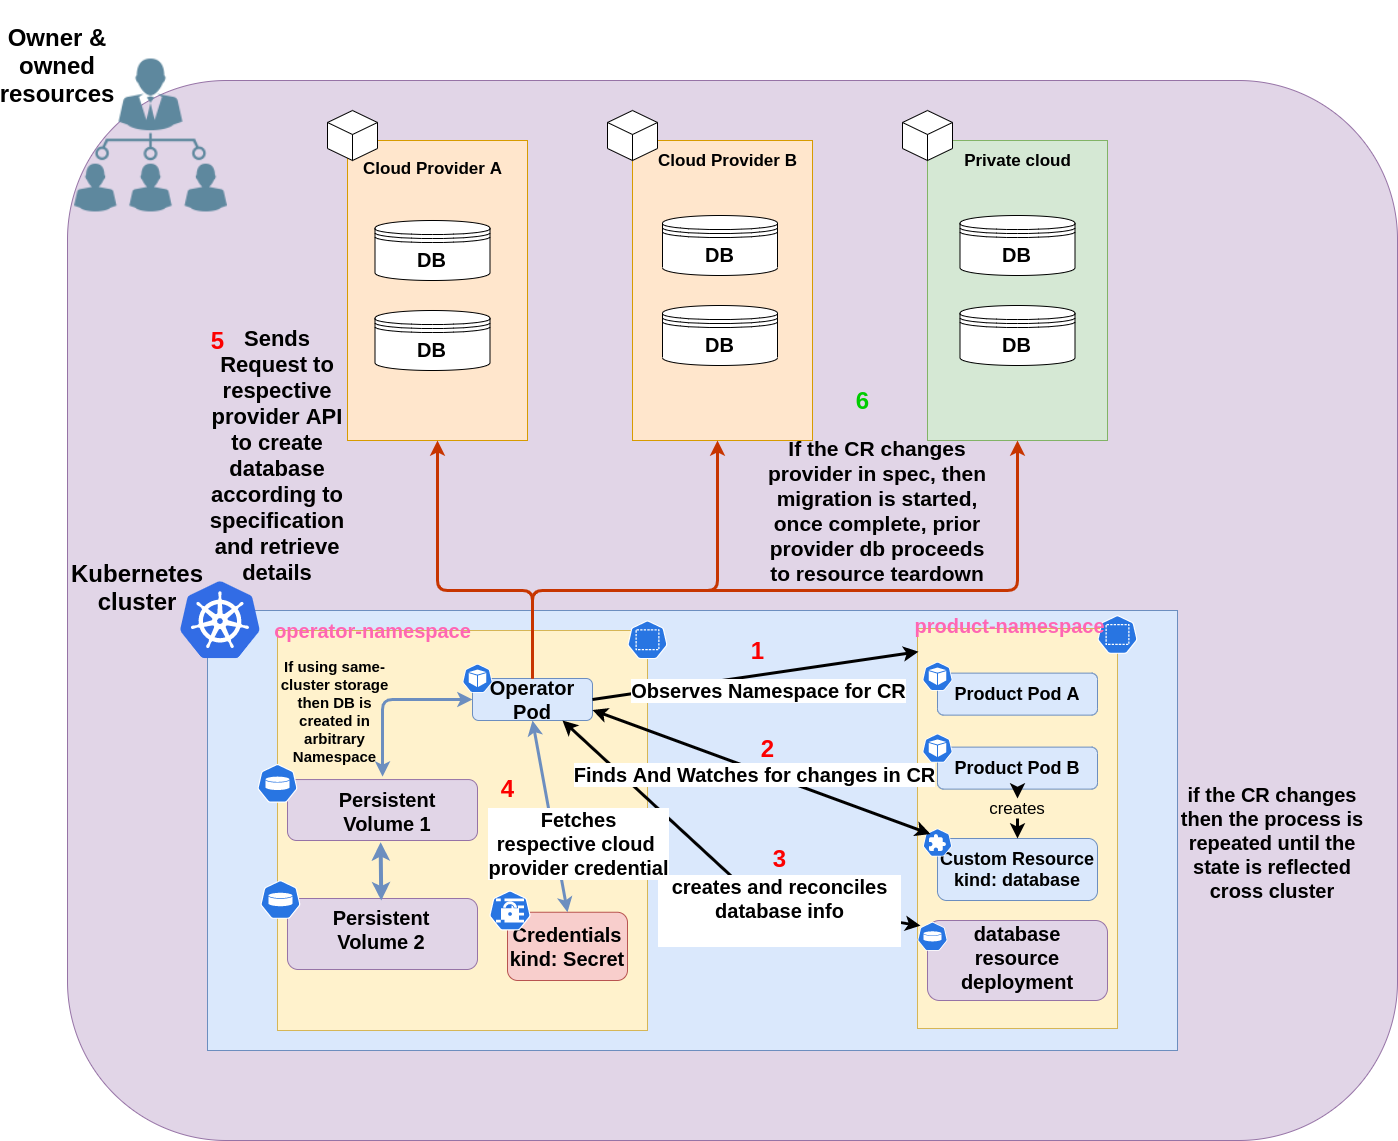 Owner &
owned
resources
Cloud Provider A
Cloud Provider B
Private cloud
DB
DB
DB
DB
DB
DB
5
Sends
Request to
respective
provider API
to create
database
according to
specification
and retrieve
details
6
If the CR changes
provider in spec, then
migration is started,
once complete, prior
provider db proceeds
to resource teardown
Kubernetes
cluster
operator-namespace
product-namespace
If using same-
cluster storage
then DB is
created in
arbitrary
Namespace
Operator
Pod
1
Observes Namespace for CR
2
Finds And Watches for changes in CR
3
creates and reconciles
database info
4
Fetches
respective cloud
provider credential
Persistent
Volume 1
Persistent
Volume 2
Credentials
kind: Secret
Product Pod A
Product Pod B
creates
Custom Resource
kind: database
database
resource
deployment
if the CR changes
then the process is
repeated until the
state is reflected
cross cluster